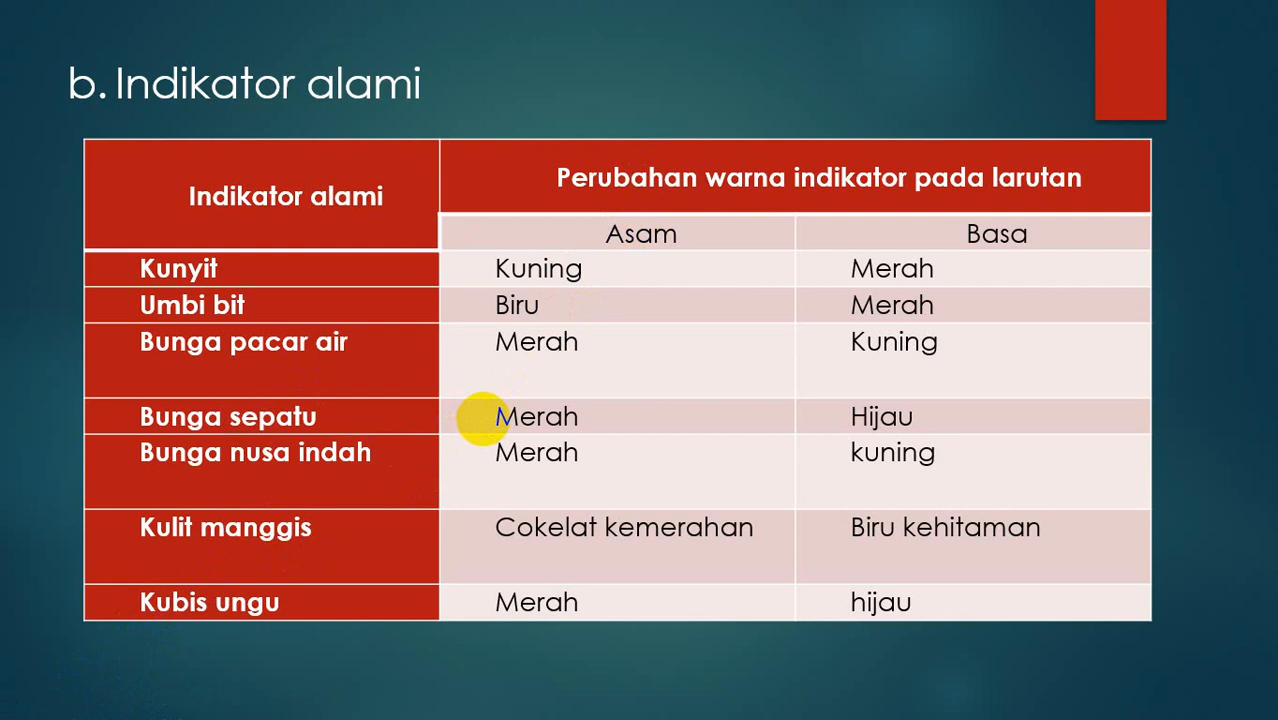 b. Indikator alami
Indikator alami
Perubahan warna indikator pada larutan
Asam Basa
Kunyit Kuning Merah
Umbi bit Biru Merah
Bunga pacar air Merah Kuning
Bunga sepatu Merah Hijau
Bunga nusa indah Merah kuning
Kulit manggis Cokelat kemerahan Biru kehitaman
Kubis ungu Merah hijau